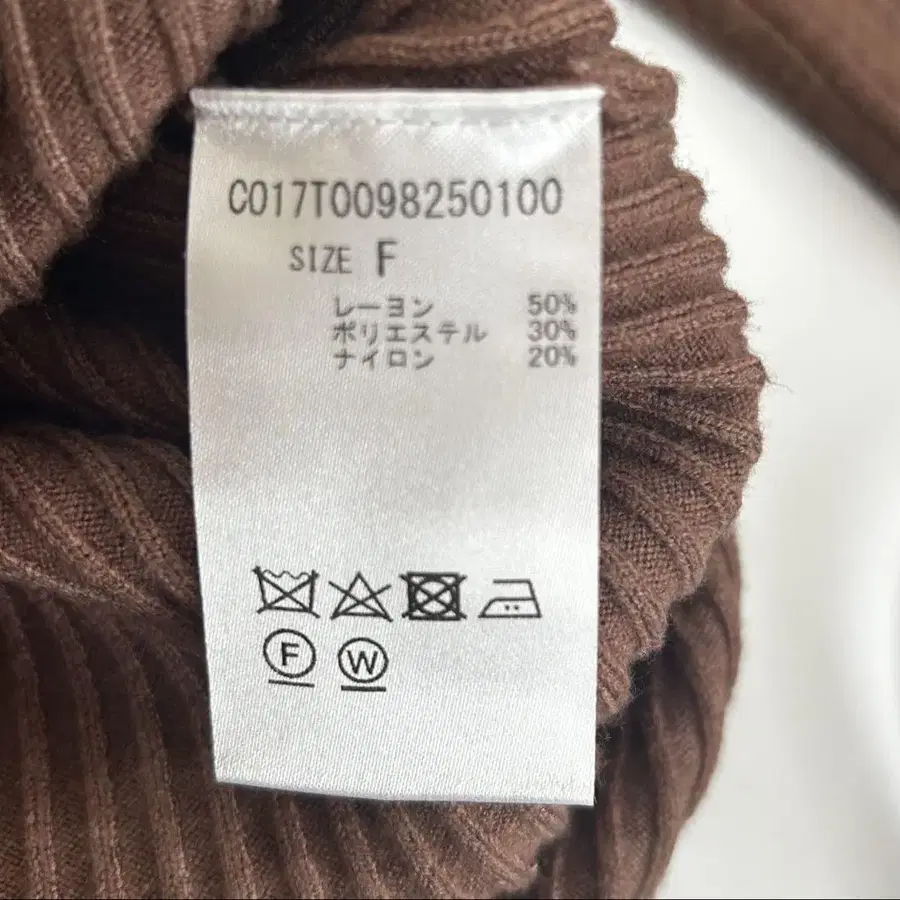 C017T0098250100
SIZE F
レーヨン 50%
ポリエステル 30%
ナイロン 20%
F W